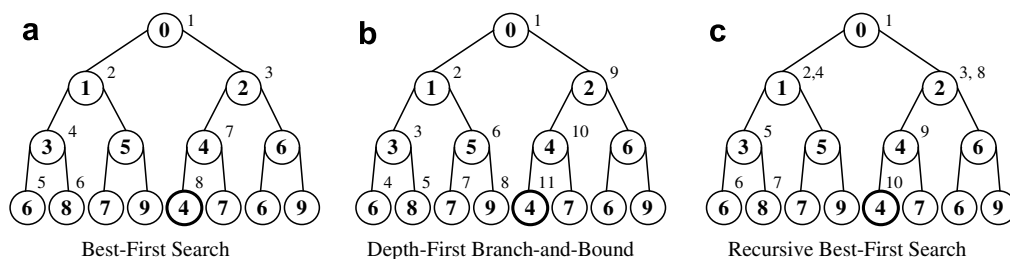 a b c
0 1 0 1 0 1
1 2 2 3 1 2 2 9 1 2,4 2 3, 8
3 4 5 4 7 6 3 3 5 6 4 10 6 3 5 5 4 9 6
5 6 8 4 5 7 8 11 6 7 10
6 8 7 9 4 7 6 9 6 8 7 9 4 7 6 9 6 8 7 9 4 7 6 9
Best-First Search Depth-First Branch-and-Bound Recursive Best-First Search